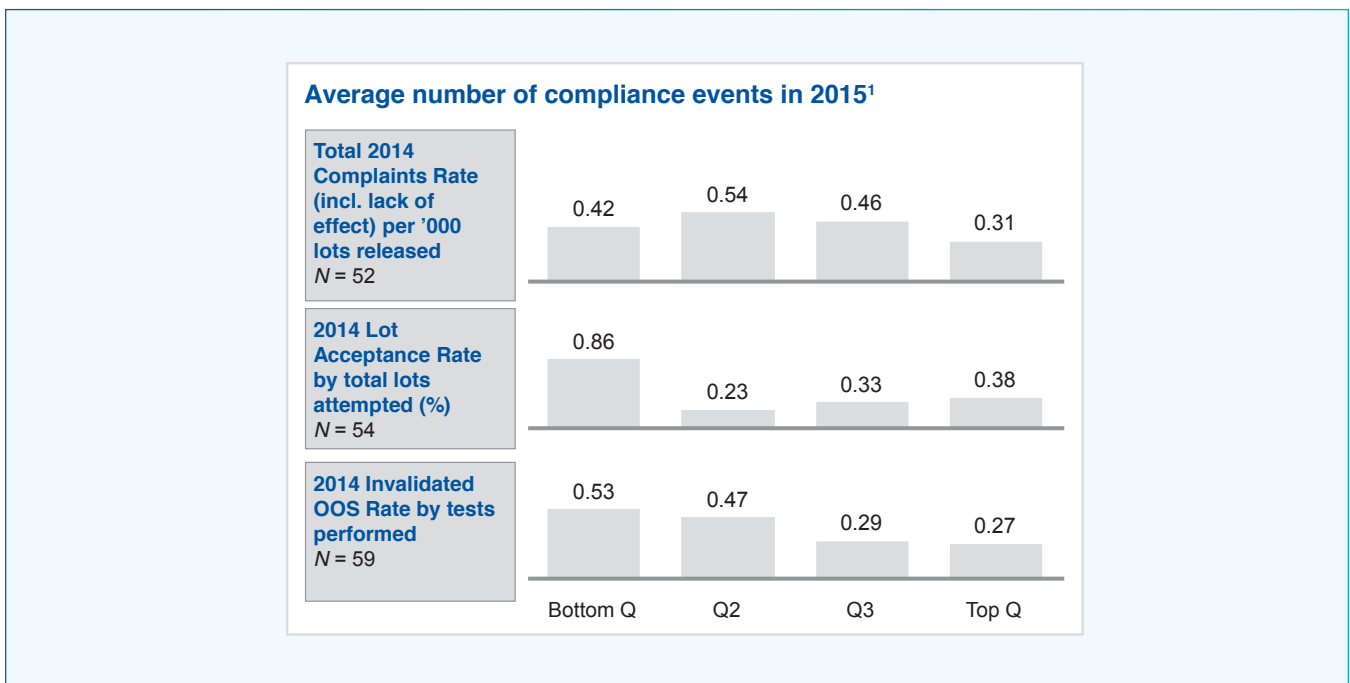 Average number of compliance events in 2015¹
Total 2014
Complaints Rate
(incl. lack of
effect) per ’000
lots released
N = 52
0.42
0.54
0.46
0.31
2014 Lot
Acceptance Rate
by total lots
attempted (%)
N = 54
0.86
0.23
0.33
0.38
2014 Invalidated
OOS Rate by tests
performed
N = 59
0.53
0.47
0.29
0.27
Bottom Q
Q2
Q3
Top Q